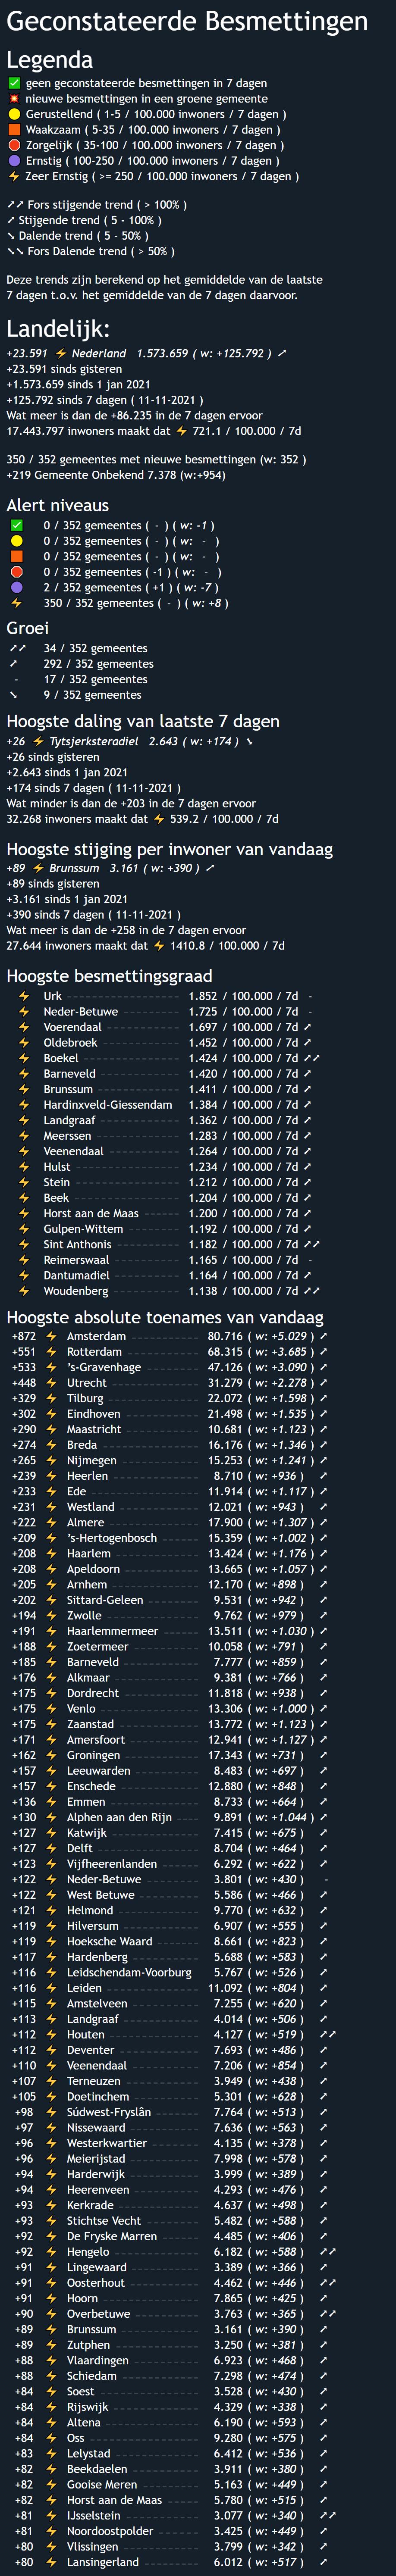 Geconstateerde Besmettingen
Legenda
✅ geen geconstateerde besmettingen in 7 dagen
💥 nieuwe besmettingen in een groene gemeente
🟡 Gerustellend ( 1-5 / 100.000 inwoners / 7 dagen )
🟧 Waakzaam ( 5-35 / 100.000 inwoners / 7 dagen )
🔴 Zorgelijk ( 35-100 / 100.000 inwoners / 7 dagen )
🟣 Ernstig ( 100-250 / 100.000 inwoners / 7 dagen )
⚡ Zeer Ernstig ( >= 250 / 100.000 inwoners / 7 dagen )
➚➚ Fors stijgende trend ( > 100% )
➚ Stijgende trend ( 5 - 100% )
➘ Dalende trend ( 5 - 50% )
➘➘ Fors Dalende trend ( > 50% )
Deze trends zijn berekend op het gemiddelde van de laatste
7 dagen t.o.v. het gemiddelde van de 7 dagen daarvoor.
Landelijk:
+23.591 ⚡ Nederland 1.573.659 ( w: +125.792 ) ➚
+23.591 sinds gisteren
+1.573.659 sinds 1 jan 2021
+125.792 sinds 7 dagen ( 11-11-2021 )
Wat meer is dan de +86.235 in de 7 dagen ervoor
17.443.797 inwoners maakt dat ⚡ 721.1 / 100.000 / 7d
350 / 352 gemeentes met nieuwe besmettingen (w: 352 )
+219 Gemeente Onbekend 7.378 (w:+954)
Alert niveaus
✅ 0 / 352 gemeentes ( - ) ( w: -1 )
🟡 0 / 352 gemeentes ( - ) ( w: - )
🟧 0 / 352 gemeentes ( - ) ( w: - )
🔴 0 / 352 gemeentes ( -1 ) ( w: - )
🟣 2 / 352 gemeentes ( +1 ) ( w: -7 )
⚡ 350 / 352 gemeentes ( - ) ( w: +8 )
Groei
➚➚ 34 / 352 gemeentes
➚ 292 / 352 gemeentes
- 17 / 352 gemeentes
➘ 9 / 352 gemeentes
Hoogste daling van laatste 7 dagen
+26 ⚡ Tytsjerksteradiel 2.643 ( w: +174 ) ➘
+26 sinds gisteren
+2.643 sinds 1 jan 2021
+174 sinds 7 dagen ( 11-11-2021 )
Wat minder is dan de +203 in de 7 dagen ervoor
32.268 inwoners maakt dat ⚡ 539.2 / 100.000 / 7d
Hoogste stijging per inwoner van vandaag
+89 ⚡ Brunssum 3.161 ( w: +390 ) ➚
+89 sinds gisteren
+3.161 sinds 1 jan 2021
+390 sinds 7 dagen ( 11-11-2021 )
Wat meer is dan de +258 in de 7 dagen ervoor
27.644 inwoners maakt dat ⚡ 1410.8 / 100.000 / 7d
Hoogste besmettingsgraad
⚡ Urk 1.852 / 100.000 / 7d -
⚡ Neder-Betuwe 1.725 / 100.000 / 7d -
⚡ Voerendaal 1.697 / 100.000 / 7d ➚
⚡ Oldebroek 1.452 / 100.000 / 7d ➚
⚡ Boekel 1.424 / 100.000 / 7d ➚➚
⚡ Barneveld 1.420 / 100.000 / 7d ➚
⚡ Brunssum 1.411 / 100.000 / 7d ➚
⚡ Hardinxveld-Giessendam 1.384 / 100.000 / 7d ➚
⚡ Landgraaf 1.362 / 100.000 / 7d ➚
⚡ Meerssen 1.283 / 100.000 / 7d ➚
⚡ Veenendaal 1.264 / 100.000 / 7d ➚
⚡ Hulst 1.234 / 100.000 / 7d ➚
⚡ Stein 1.212 / 100.000 / 7d ➚
⚡ Beek 1.204 / 100.000 / 7d ➚
⚡ Horst aan de Maas 1.200 / 100.000 / 7d ➚
⚡ Gulpen-Wittem 1.192 / 100.000 / 7d ➚
⚡ Sint Anthonis 1.182 / 100.000 / 7d ➚➚
⚡ Reimerswaal 1.165 / 100.000 / 7d -
⚡ Dantumadiel 1.164 / 100.000 / 7d ➚
⚡ Woudenberg 1.138 / 100.000 / 7d ➚➚
Hoogste absolute toenames van vandaag
+872 ⚡ Amsterdam 80.716 ( w: +5.029 ) ➚
+551 ⚡ Rotterdam 68.315 ( w: +3.685 ) ➚
+533 ⚡ 's-Gravenhage 47.126 ( w: +3.090 ) ➚
+448 ⚡ Utrecht 31.279 ( w: +2.278 ) ➚
+329 ⚡ Tilburg 22.072 ( w: +1.598 ) ➚
+302 ⚡ Eindhoven 21.498 ( w: +1.535 ) ➚
+290 ⚡ Maastricht 10.681 ( w: +1.123 ) ➚
+274 ⚡ Breda 16.176 ( w: +1.346 ) ➚
+265 ⚡ Nijmegen 15.253 ( w: +1.241 ) ➚
+239 ⚡ Heerlen 8.710 ( w: +936 ) ➚
+233 ⚡ Ede 11.914 ( w: +1.117 ) ➚
+231 ⚡ Westland 12.021 ( w: +943 ) ➚
+222 ⚡ Almere 17.900 ( w: +1.307 ) ➚
+209 ⚡ 's-Hertogenbosch 15.359 ( w: +1.002 ) ➚
+208 ⚡ Haarlem 13.424 ( w: +1.176 ) ➚
+208 ⚡ Apeldoorn 13.665 ( w: +1.057 ) ➚
+205 ⚡ Arnhem 12.170 ( w: +898 ) ➚
+202 ⚡ Sittard-Geleen 9.531 ( w: +942 ) ➚
+194 ⚡ Zwolle 9.762 ( w: +979 ) ➚
+191 ⚡ Haarlemmermeer 13.511 ( w: +1.030 ) ➚
+188 ⚡ Zoetermeer 10.058 ( w: +791 ) ➚
+185 ⚡ Barneveld 7.777 ( w: +859 ) ➚
+176 ⚡ Alkmaar 9.381 ( w: +766 ) ➚
+175 ⚡ Dordrecht 11.818 ( w: +938 ) ➚
+175 ⚡ Venlo 13.306 ( w: +1.000 ) ➚
+175 ⚡ Zaanstad 13.772 ( w: +1.123 ) ➚
+171 ⚡ Amersfoort 12.941 ( w: +1.127 ) ➚
+162 ⚡ Groningen 17.343 ( w: +731 ) ➚
+157 ⚡ Leeuwarden 8.483 ( w: +697 ) ➚
+157 ⚡ Enschede 12.880 ( w: +848 ) ➚
+136 ⚡ Emmen 8.733 ( w: +664 ) ➚
+130 ⚡ Alphen aan den Rijn 9.891 ( w: +1.044 ) ➚
+127 ⚡ Katwijk 7.415 ( w: +675 ) ➚
+127 ⚡ Delft 8.704 ( w: +464 ) ➚
+123 ⚡ Vijfheerenlanden 6.292 ( w: +622 ) ➚
+122 ⚡ Neder-Betuwe 3.801 ( w: +430 ) -
+122 ⚡ West Betuwe 5.586 ( w: +466 ) ➚
+121 ⚡ Helmond 9.770 ( w: +632 ) ➚
+119 ⚡ Hilversum 6.907 ( w: +555 ) ➚
+119 ⚡ Hoeksche Waard 8.661 ( w: +823 ) ➚
+117 ⚡ Hardenberg 5.688 ( w: +583 ) ➚
+116 ⚡ Leidschendam-Voorburg 5.767 ( w: +526 ) ➚
+116 ⚡ Leiden 11.092 ( w: +804 ) ➚
+115 ⚡ Amstelveen 7.255 ( w: +620 ) ➚
+113 ⚡ Landgraaf 4.014 ( w: +506 ) ➚
+112 ⚡ Houten 4.127 ( w: +519 ) ➚➚
+112 ⚡ Deventer 7.693 ( w: +486 ) ➚
+110 ⚡ Veenendaal 7.206 ( w: +854 ) ➚
+107 ⚡ Terneuzen 3.949 ( w: +438 ) ➚
+105 ⚡ Doetinchem 5.301 ( w: +628 ) ➚
+98 ⚡ Súdwest-Fryslân 7.764 ( w: +513 ) ➚
+97 ⚡ Nissewaard 7.636 ( w: +563 ) ➚
+96 ⚡ Westerkwartier 4.135 ( w: +378 ) ➚
+96 ⚡ Meierijstad 7.998 ( w: +578 ) ➚
+94 ⚡ Harderwijk 3.999 ( w: +389 ) ➚
+94 ⚡ Heerenveen 4.293 ( w: +476 ) ➚
+93 ⚡ Kerkrade 4.637 ( w: +498 ) ➚
+93 ⚡ Stichtse Vecht 5.482 ( w: +588 ) ➚
+92 ⚡ De Fryske Marren 4.485 ( w: +406 ) ➚
+92 ⚡ Hengelo 6.182 ( w: +588 ) ➚➚
+91 ⚡ Lingewaard 3.389 ( w: +366 ) ➚
+91 ⚡ Oosterhout 4.462 ( w: +446 ) ➚➚
+91 ⚡ Hoorn 7.865 ( w: +425 ) ➚
+90 ⚡ Overbetuwe 3.763 ( w: +365 ) ➚➚
+89 ⚡ Brunssum 3.161 ( w: +390 ) ➚
+89 ⚡ Zutphen 3.250 ( w: +381 ) ➚
+88 ⚡ Vlaardingen 6.923 ( w: +468 ) ➚
+88 ⚡ Schiedam 7.298 ( w: +474 ) ➚
+84 ⚡ Soest 3.528 ( w: +430 ) ➚
+84 ⚡ Rijswijk 4.329 ( w: +338 ) ➚
+84 ⚡ Altena 6.190 ( w: +593 ) ➚
+84 ⚡ Oss 9.280 ( w: +575 ) ➚
+83 ⚡ Lelystad 6.412 ( w: +536 ) ➚
+82 ⚡ Beekdaelen 3.911 ( w: +380 ) ➚
+82 ⚡ Gooise Meren 5.163 ( w: +449 ) ➚
+82 ⚡ Horst aan de Maas 5.780 ( w: +515 ) ➚
+81 ⚡ IJsselstein 3.077 ( w: +340 ) ➚➚
+81 ⚡ Noordoostpolder 3.425 ( w: +449 ) ➚
+80 ⚡ Vlissingen 3.799 ( w: +342 ) ➚
+80 ⚡ Lansingerland 6.012 ( w: +517 ) ➚